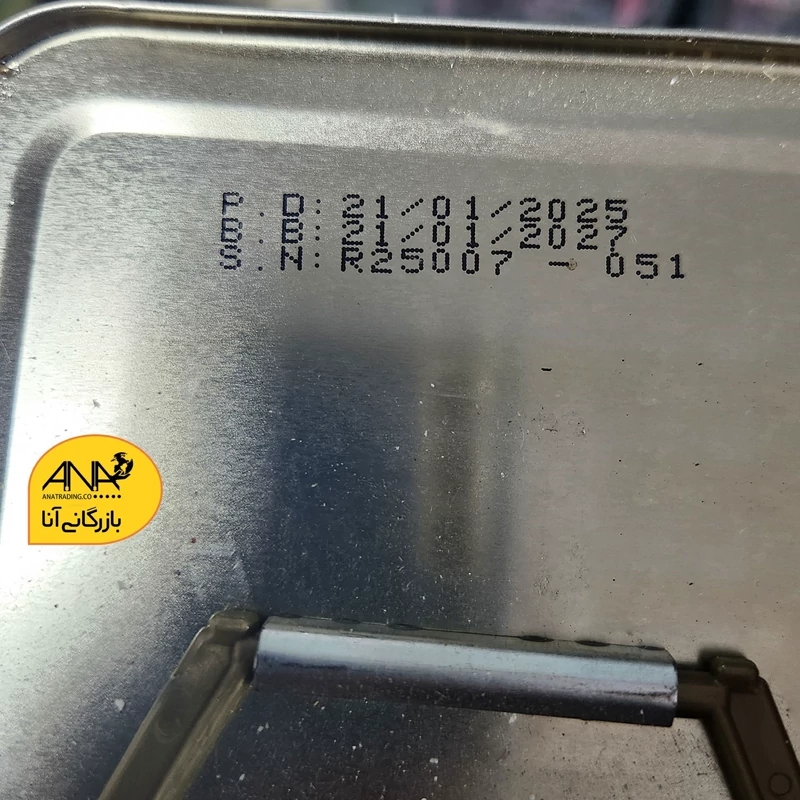 P.D:21/01/2025
B.B:21/01/2027
S.N:R25007 - 051
ANA
ANATRADING.CO
بازرگانی آنا